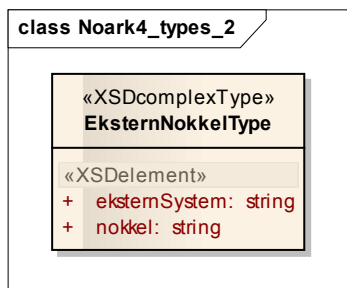 class Noark4_types_2
«XSDcomplexType»
EksternNokkelType
«XSDelement»
+ eksternSystem: string
+ nokkel: string